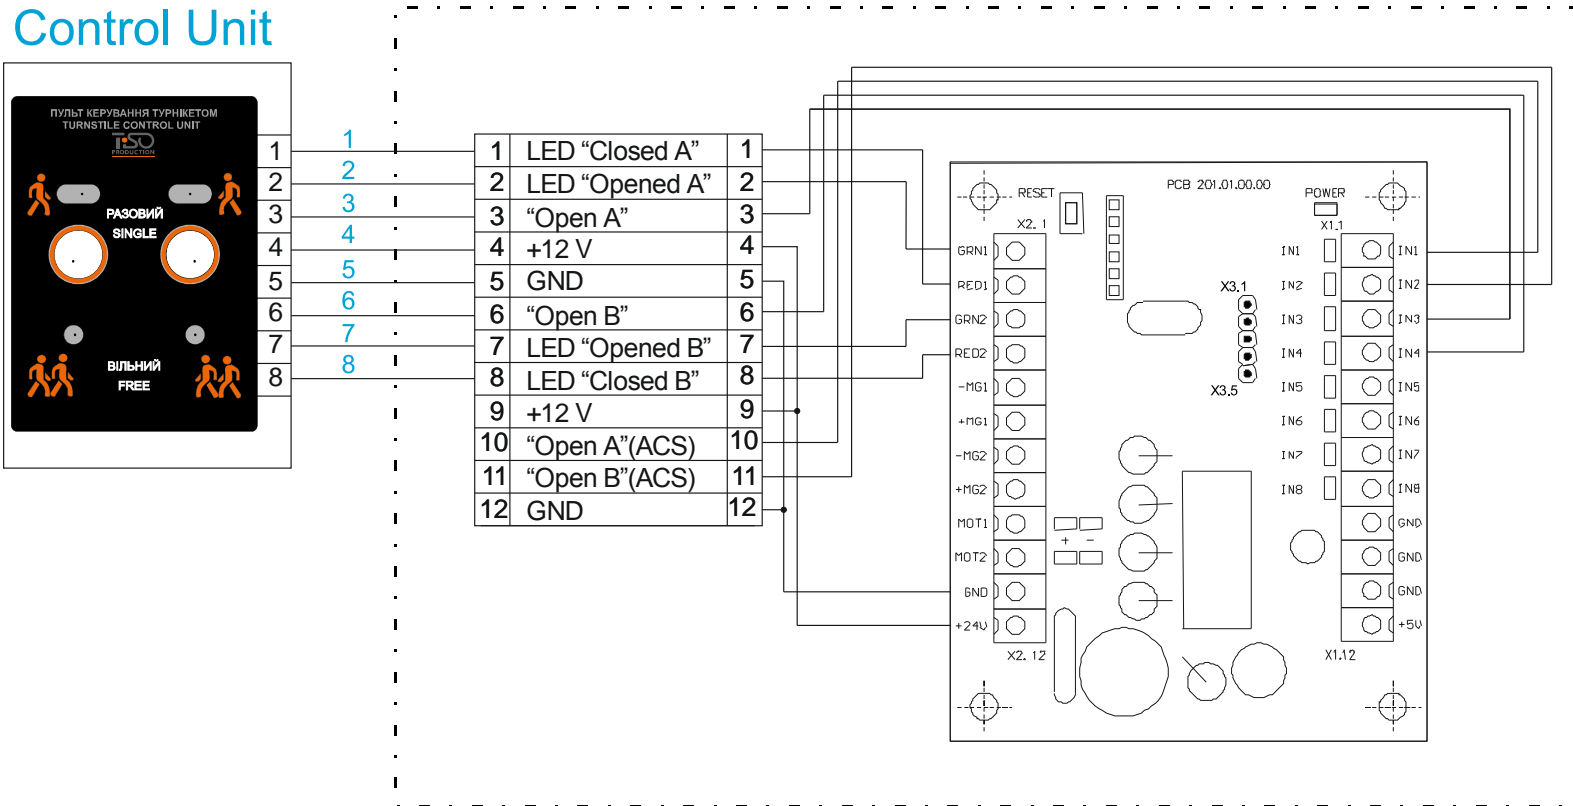 Control Unit
ПУЛЬТ КЕРУВАННЯ ТУРНІКЕТОМ
TURNSTILE CONTROL UNIT
TiSO
PRODUCTION
РАЗОВИЙ
SINGLE
ВІЛЬНИЙ
FREE
1
2
3
4
5
6
7
8
1
2
3
4
5
6
7
8
1 LED “Closed A” 1
2 LED “Opened A” 2
3 “Open A” 3
4 +12 V 4
5 GND 5
6 “Open B” 6
7 LED “Opened B” 7
8 LED “Closed B” 8
9 +12 V 9
10 “Open A”(ACS) 10
11 “Open B”(ACS) 11
12 GND 12
PCB 201.01.00.00
RESET
POWER
X2.1
X1.1
GRN1
RED1
GRN2
RED2
-MG1
+MG1
-MG2
+MG2
MOT1
MOT2
GND
+24V
X2.12
+ -
X3.1
X3.5
IN1
IN2
IN3
IN4
IN5
IN6
IN7
IN8
IN1
IN2
IN3
IN4
IN5
IN6
IN7
IN8
GND
GND
GND
+5V
X1.12